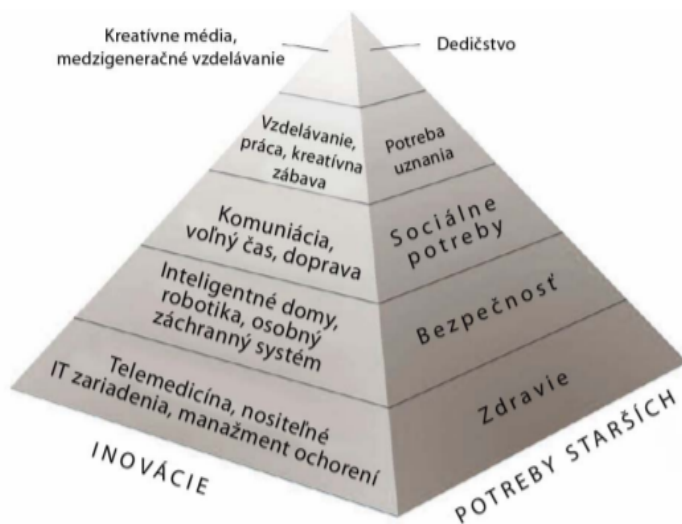 Kreatívne média,
medzigeneračné vzdelávanie
Dedičstvo
Vzdelávanie,
práca, kreatívna
zábava
Potreba
uznania
Komuniácia,
voľný čas, doprava
Sociálne
potreby
Inteligentné domy,
robotika, osobný
záchranný systém
Bezpečnosť
Telemedicína, nositeľné
IT zariadenia, manažment ochorení
Zdravie
INOVÁCIE
POTREBY STARŠÍCH